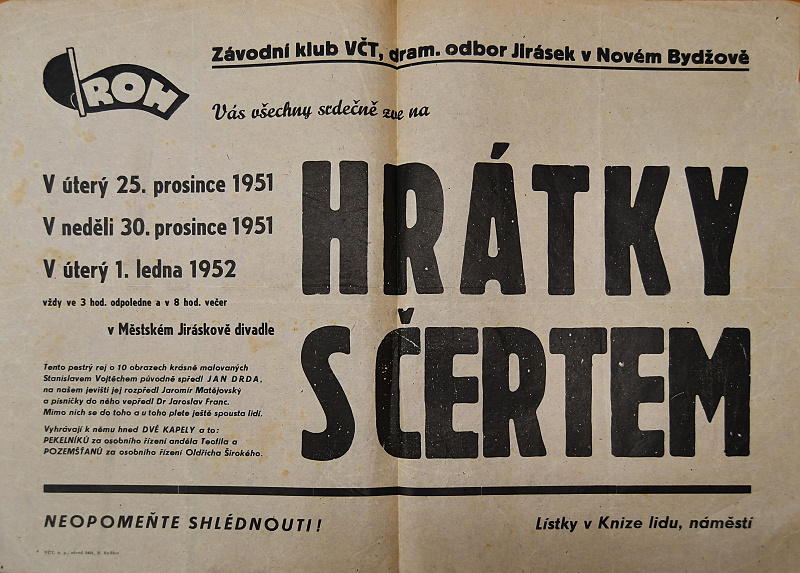 ROH
Závodní klub VČT, dram. odbor Jirásek v Novém Bydžově
Vás všechny srdečně zve na
V úterý 25. prosince 1951
V neděli 30. prosince 1951
V úterý 1. ledna 1952
vždy ve 3 hod. odpoledne a v 8 hod. večer
v Městském Jiráskově divadle
HRÁTKY
S ČERTEM
Tento pestrý rej o 10 obrazech krásně malovaných
Stanislavem Vojtěchem původně spředl JAN DRDA,
na našem jevišti jej rozpředl Jaromír Matějovský
a písničky do něho vepředl Dr Jaroslav Franc.
Mimo nich se do toho a u toho plete ještě spousta lidí.
Vyhrávají k němu hned DVĚ KAPELY a to:
PEKELNÍKŮ za osobního řízení anděla Teofila a
POZEMŠŤANŮ za osobního řízení Oldřicha Širokého.
NEOPOMEŇTE SHLÉDNOUTI!
Lístky v Knize lidu, náměstí
VČT, n. p.,